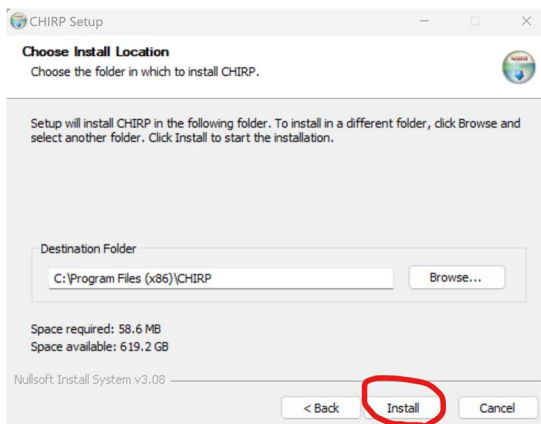 CHIRP Setup
Choose Install Location
Choose the folder in which to install CHIRP.
Setup will install CHIRP in the following folder. To install in a different folder, click Browse and
select another folder. Click Install to start the installation.
Destination Folder
C:\Program Files (x86)\CHIRP
Browse...
Space required: 58.6 MB
Space available: 619.2 GB
Nullsoft Install System v3.08
< Back
Install
Cancel